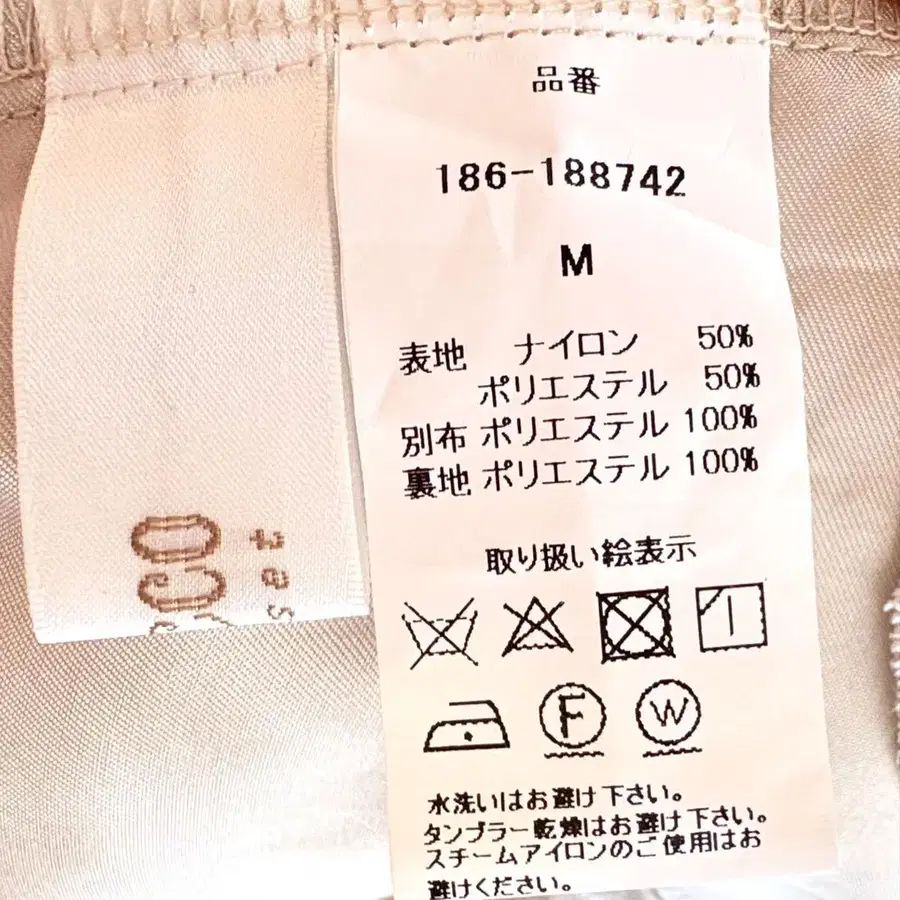 品番
186-188742
M
表地 ナイロン 50%
ポリエステル 50%
別布 ポリエステル 100%
裏地 ポリエステル 100%
取り扱い絵表示
F W
水洗いはお避け下さい。
タンブラー乾燥はお避け下さい。
スチームアイロンのご使用はお
避けください。